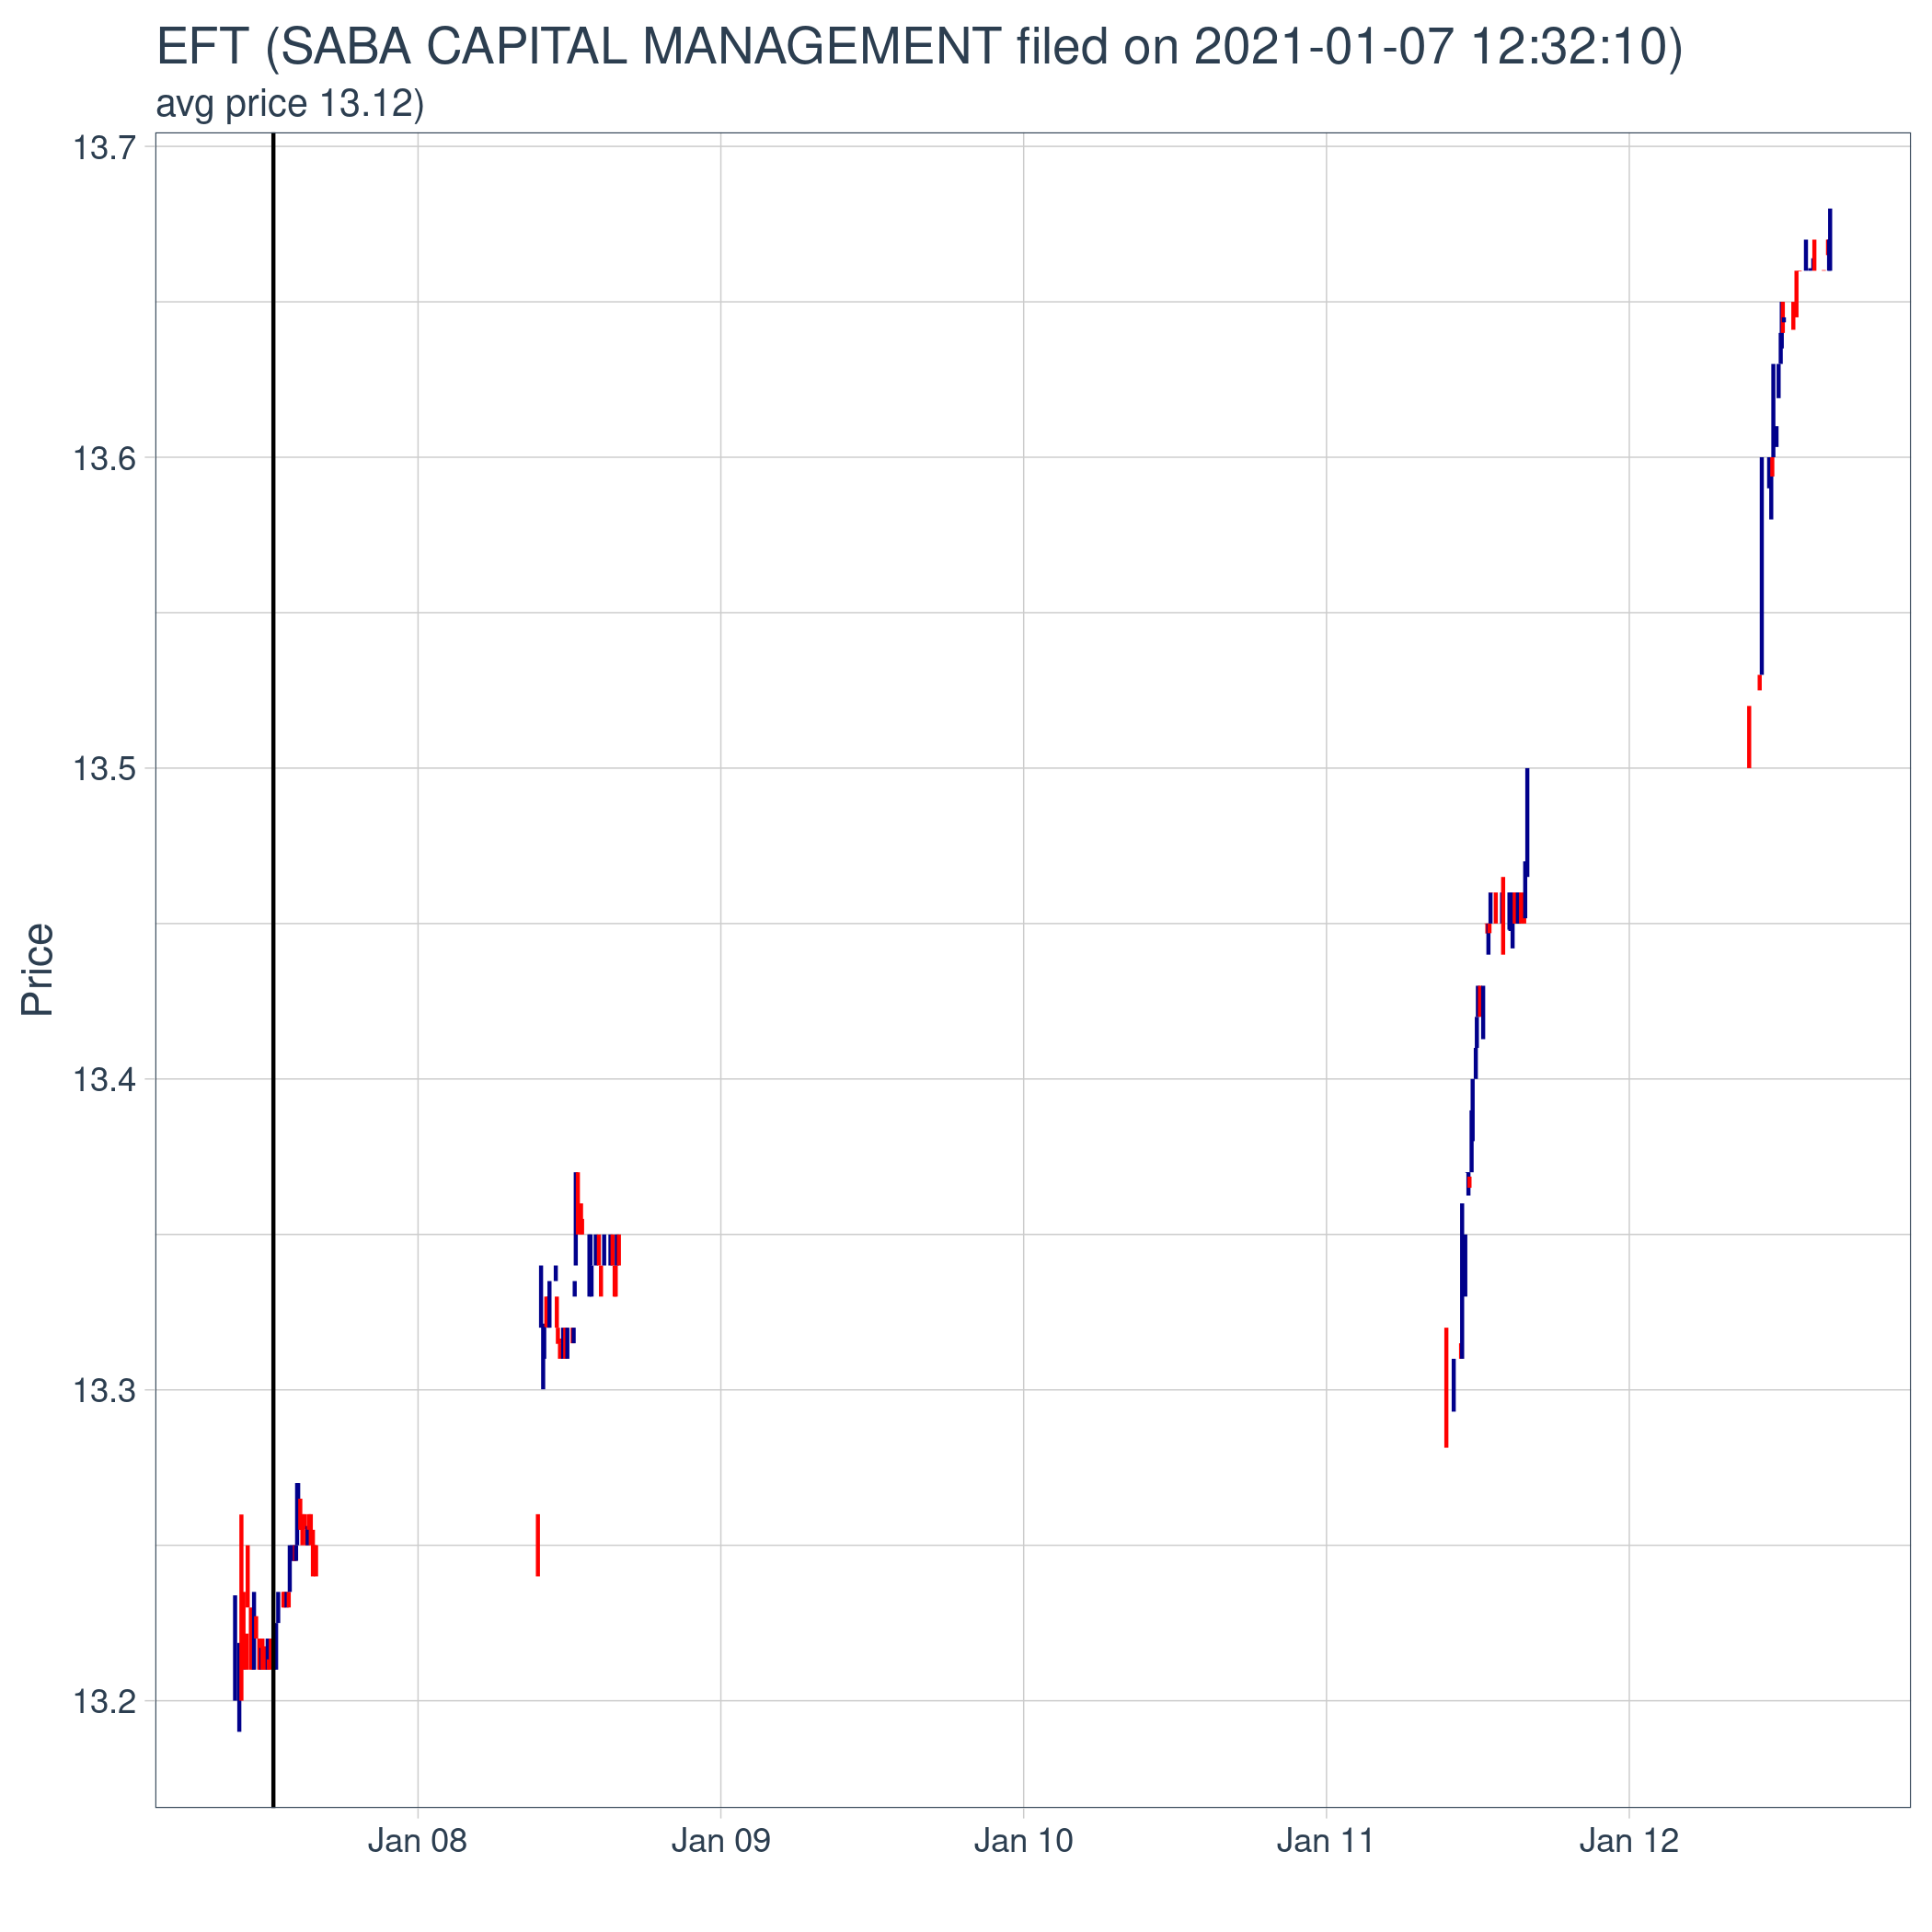 EFT (SABA CAPITAL MANAGEMENT filed on 2021-01-07 12:32:10)
avg price 13.12)
13.7
13.6
13.5
13.4
13.3
13.2
Price
Jan 08 Jan 09 Jan 10 Jan 11 Jan 12